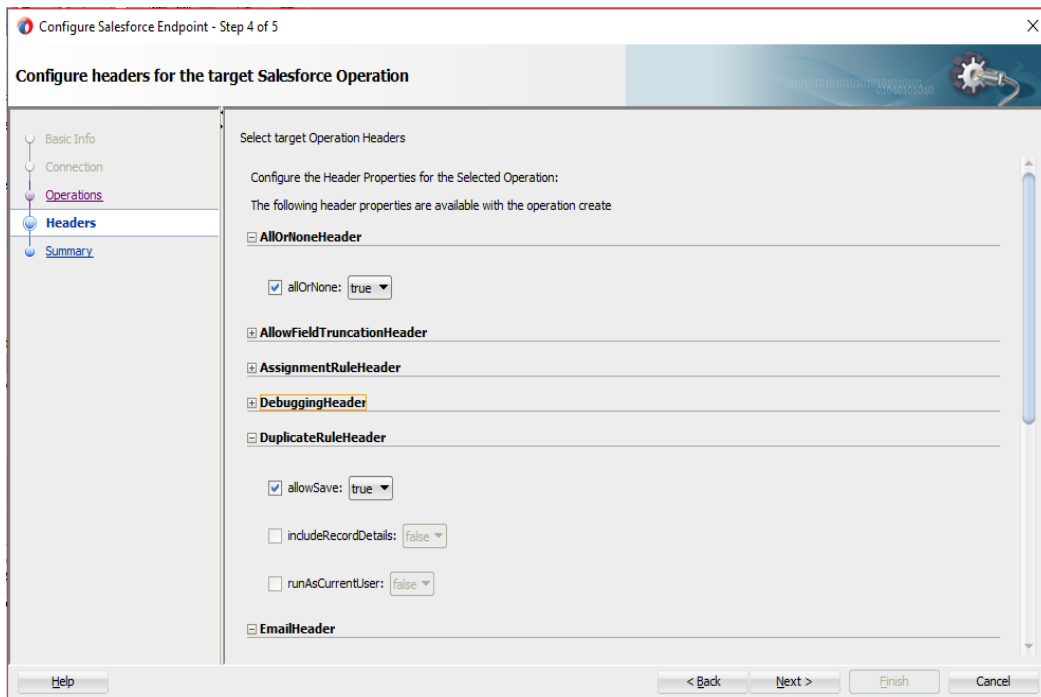 Configure Salesforce Endpoint - Step 4 of 5
Configure headers for the target Salesforce Operation
Basic Info
Connection
Operations
Headers
Summary
Select target Operation Headers
Configure the Header Properties for the Selected Operation:
The following header properties are available with the operation create
AllOrNoneHeader
allOrNone: true
AllowFieldTruncationHeader
AssignmentRuleHeader
DebuggingHeader
DuplicateRuleHeader
allowSave: true
includeRecordDetails: false
runAsCurrentUser: false
EmailHeader
Help
< Back Next > Finish Cancel